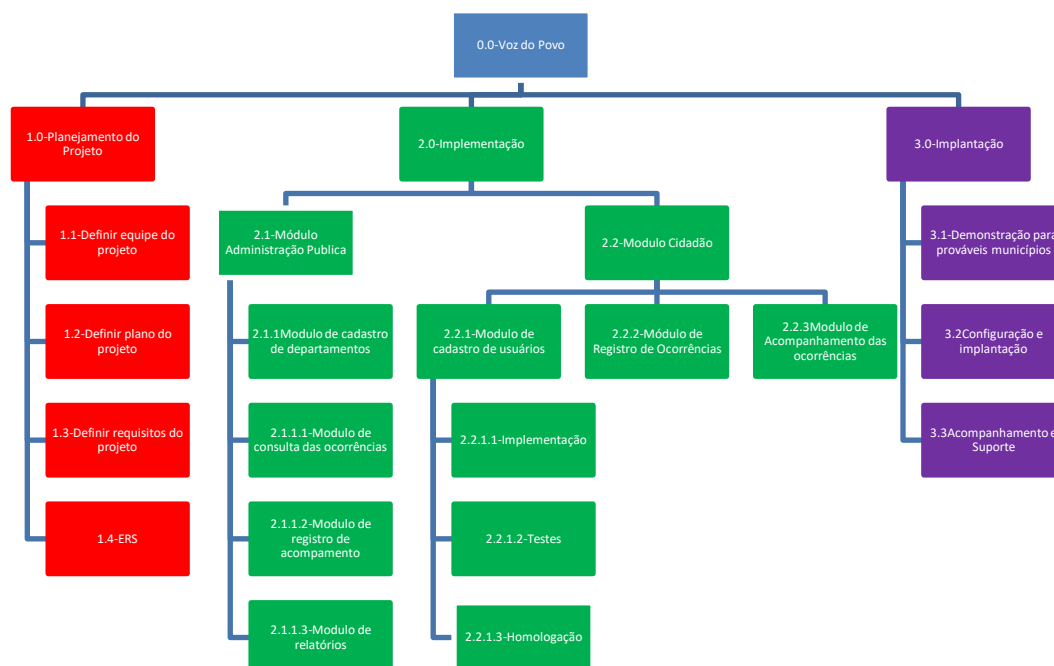 0.0-Voz do Povo
1.0-Planejamento do
Projeto
2.0-Implementação
3.0-Implantação
1.1-Definir equipe do
projeto
2.1-Módulo
Administração Publica
2.2-Modulo Cidadão
3.1-Demonstração para
prováveis municípios
1.2-Definir plano do
projeto
2.1.1Modulo de cadastro
de departamentos
2.2.1-Modulo de
cadastro de usuários
2.2.2-Módulo de
Registro de Ocorrências
2.2.3Modulo de
Acompanhamento das
ocorrências
3.2Configuração e
implantação
1.3-Definir requisitos do
projeto
2.1.1.1-Modulo de
consulta das ocorrências
2.2.1.1-Implementação
3.3Acompanhamento e
Suporte
1.4-ERS
2.1.1.2-Modulo de
registro de
acompamento
2.2.1.2-Testes
2.1.1.3-Modulo de
relatórios
2.2.1.3-Homologação